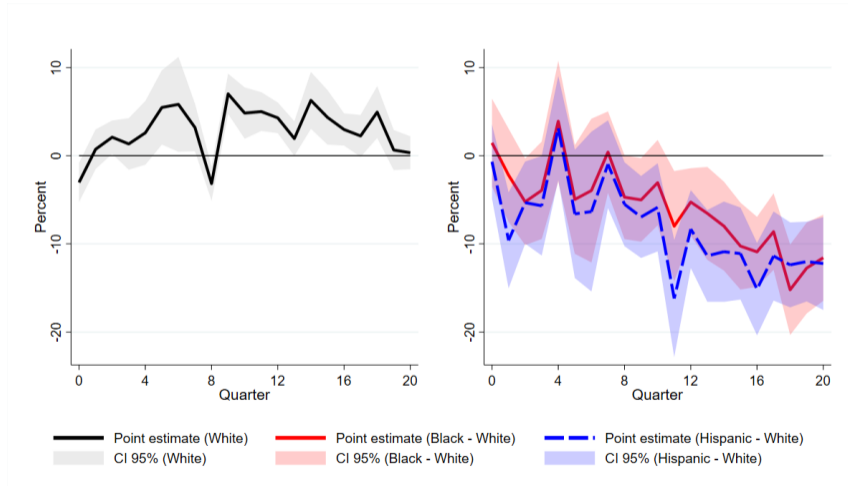 Percent
10
0
-10
-20
0 4 8 12 16 20
Quarter
Percent
10
0
-10
-20
0 4 8 12 16 20
Quarter
Point estimate (White) Point estimate (Black - White) Point estimate (Hispanic - White)
CI 95% (White) CI 95% (Black - White) CI 95% (Hispanic - White)